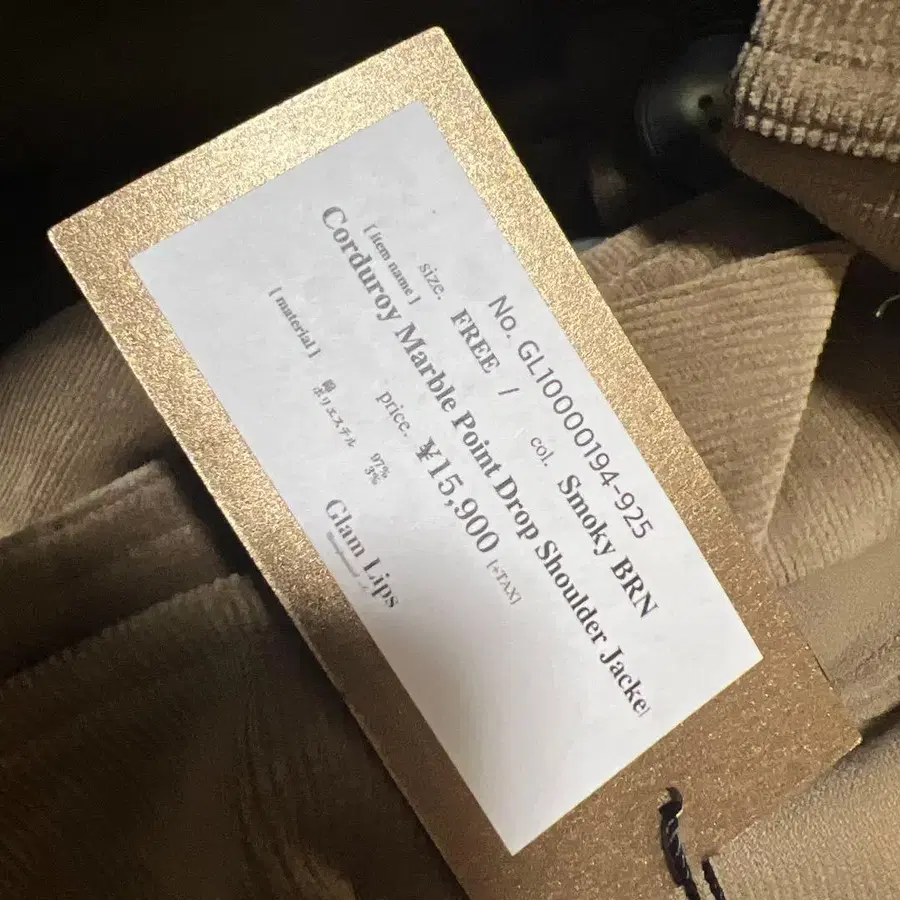 No. GL10000194-925
size. FREE / col. Smoky BRN
[ item name ]
Corduroy Marble Point Drop Shoulder Jacke
price. ¥15,900 [+TAX]
[ material ]
綿 97%
ポリエステル 3%
Glam Lips